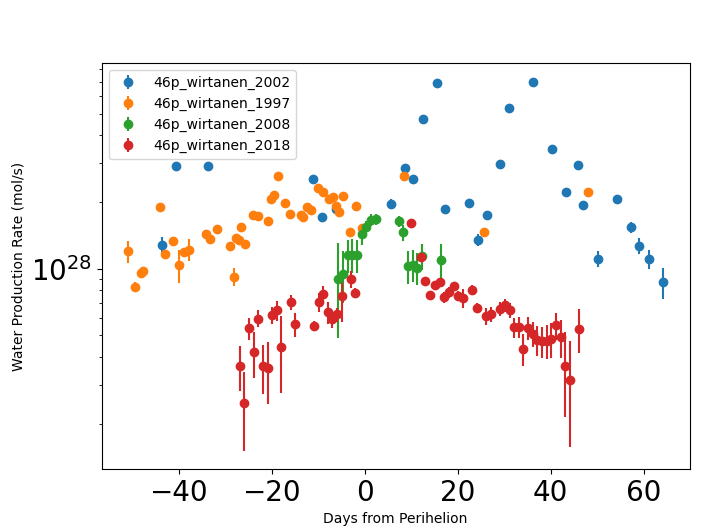 46p_wirtanen_2002
46p_wirtanen_1997
46p_wirtanen_2008
46p_wirtanen_2018
Water Production Rate (mol/s)
10^28
−40 −20 0 20 40 60
Days from Perihelion